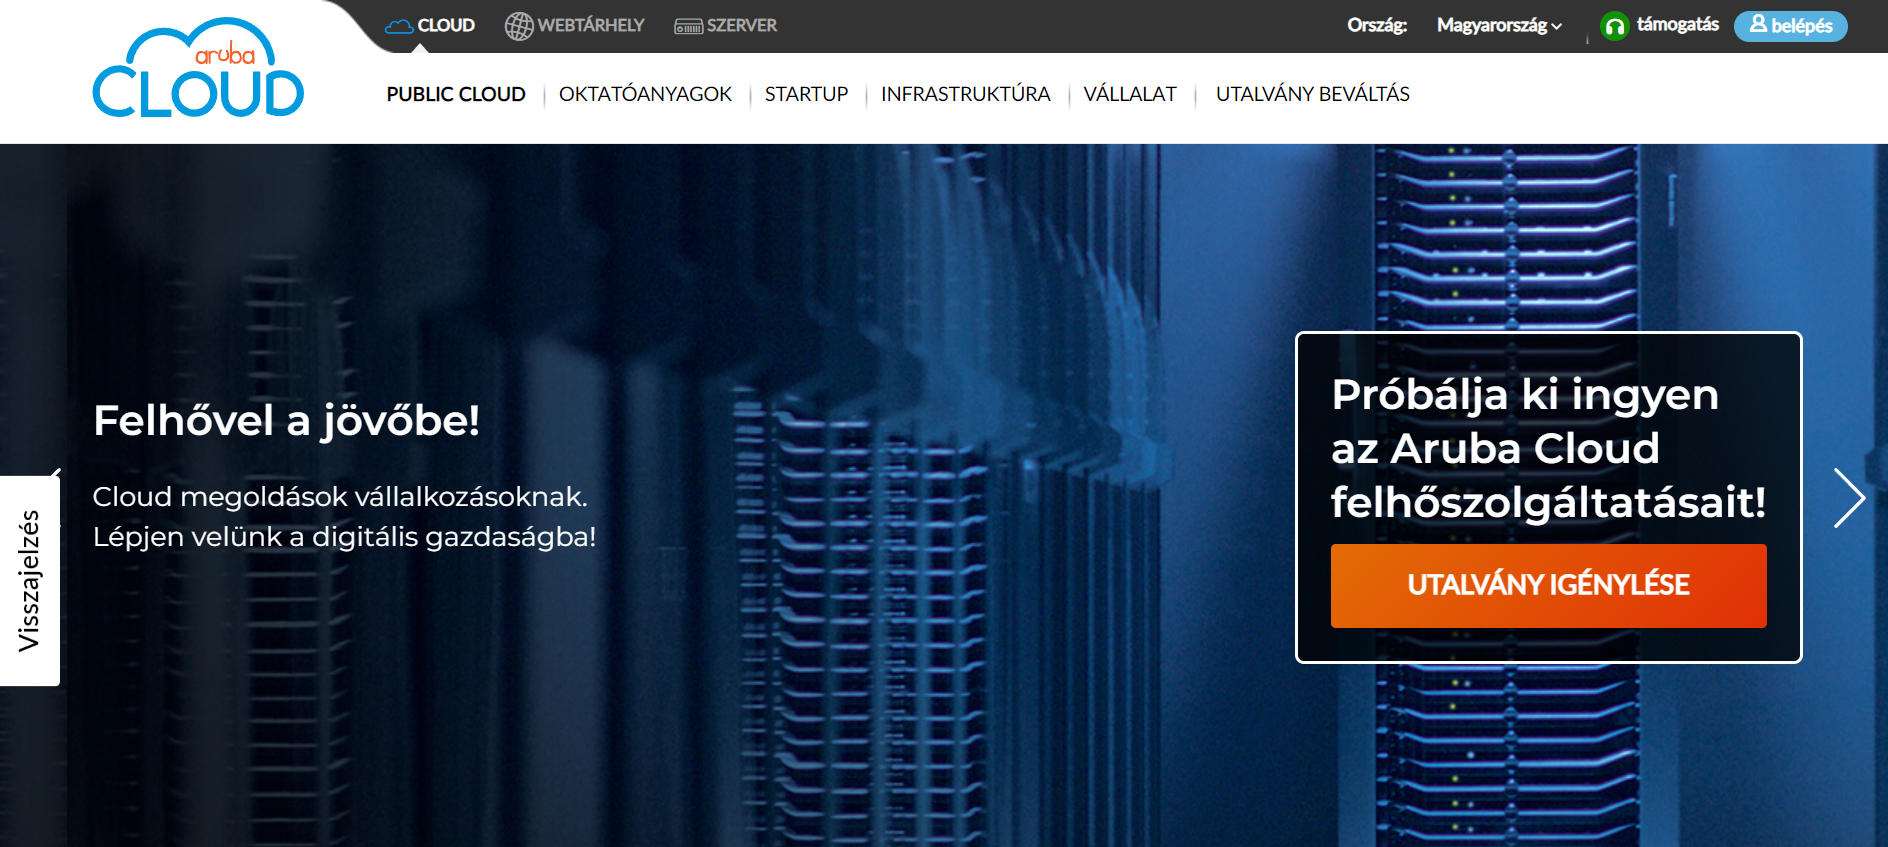 aruba
CLOUD
CLOUD
WEBTÁRHELY
SZERVER
Ország:
Magyarország
támogatás
belépés
PUBLIC CLOUD
OKTATÓANYAGOK
STARTUP
INFRASTRUKTÚRA
VÁLLALAT
UTALVÁNY BEVÁLTÁS
Felhővel a jövőbe!
Cloud megoldások vállalkozásoknak.
Lépjen velünk a digitális gazdaságba!
Visszajelzés
Próbálja ki ingyen
az Aruba Cloud
felhőszolgáltatásait!
UTALVÁNY IGÉNYLÉSE